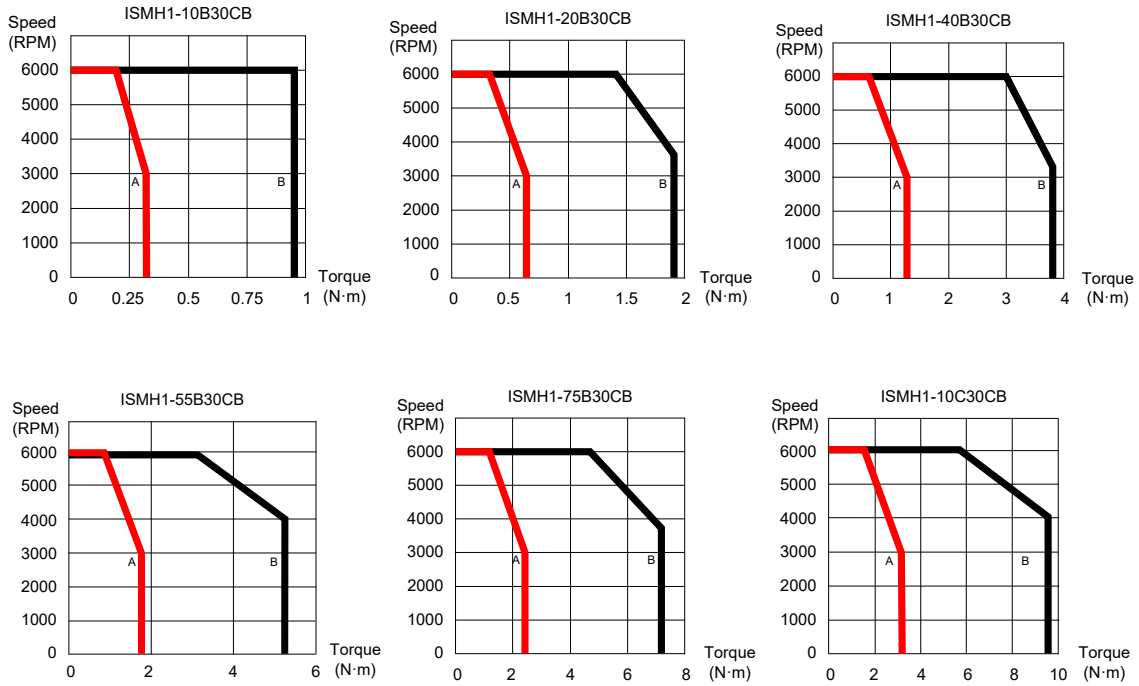 ISMH1-10B30CB
Speed
(RPM)
6000
5000
4000
3000
2000
1000
0
A
B
0 0.25 0.5 0.75 1
Torque
(N·m)
ISMH1-20B30CB
Speed
(RPM)
6000
5000
4000
3000
2000
1000
0
A
B
0 0.5 1 1.5 2
Torque
(N·m)
ISMH1-40B30CB
Speed
(RPM)
6000
5000
4000
3000
2000
1000
0
A
B
0 1 2 3 4
Torque
(N·m)
ISMH1-55B30CB
Speed
(RPM)
6000
5000
4000
3000
2000
1000
0
A
B
0 2 4 6
Torque
(N·m)
ISMH1-75B30CB
Speed
(RPM)
6000
5000
4000
3000
2000
1000
0
A
B
0 2 4 6 8
Torque
(N·m)
ISMH1-10C30CB
Speed
(RPM)
6000
5000
4000
3000
2000
1000
0
A
B
0 2 4 6 8 10
Torque
(N·m)